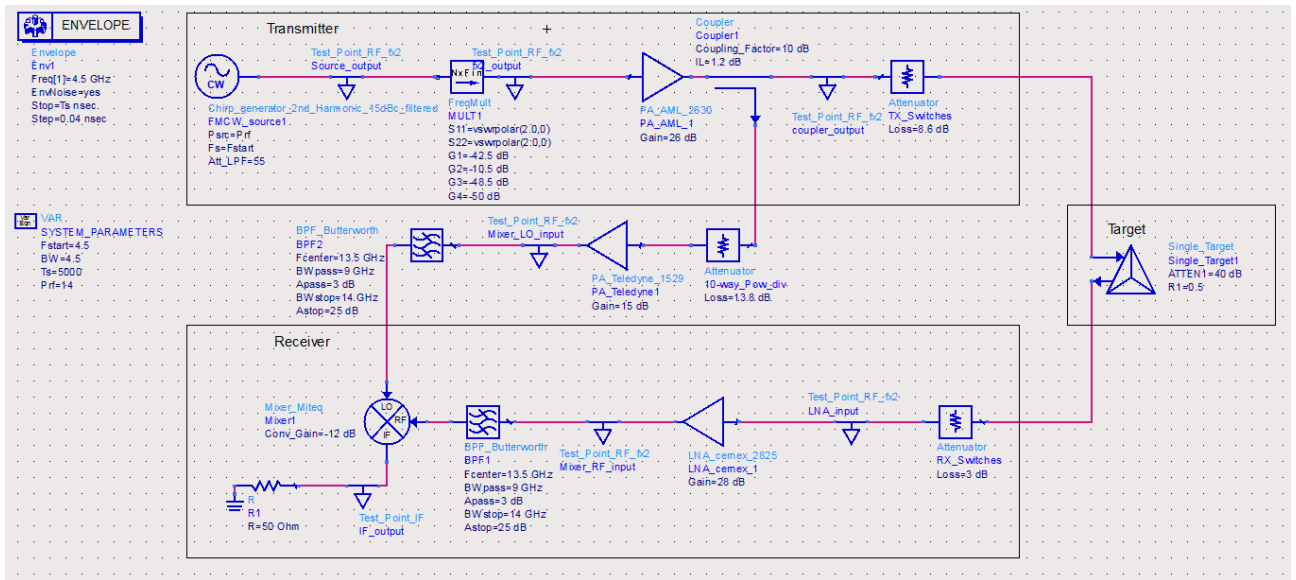 ENVELOPE
Envelope
Env1
Freq[1]=4.5 GHz
EnvNoise=yes
Stop=Ts nsec
Step=0.04 nsec
Transmitter
CW
Chirp_generator_2nd_Harmonic_15dBc_filtered
FMCW_source1
Psrc=Prf
Fs=Fstart
Att_LPF=55
Test_Point_RF_fx2
Source_output
NxFin
FreqMult
MULT1
S11=vswrpolar(2.0,0)
S22=vswrpolar(2.0,0)
G1=-42.5 dB
G2=-10.5 dB
G3=-48.5 dB
G4=-50 dB
Test_Point_RF_fx2
fx2_output
PA_AML_2630
PA_AML_1
Gain=26 dB
Coupler
Coupler1
Coupling_Factor=10 dB
IL=1.2 dB
Test_Point_RF_fx2
coupler_output
Attenuator
TX_Switches
Loss=8.6 dB
VAR
SYSTEM_PARAMETERS
Fstart=4.5
BW=4.5
Ts=5000
Prf=14
BPF_Butterworth
BPF2
Fcenter=13.5 GHz
BWpass=9 GHz
Apass=3 dB
BWstop=14 GHz
Astop=25 dB
Test_Point_RF_fx2
Mixer_LO_input
PA_Teledyne_1529
PA_Teledyne1
Gain=15 dB
Attenuator
10-way_Pow_div
Loss=13.8 dB
Target
Single_Target
Single_Target1
ATTEN1=40 dB
R1=0.5
Receiver
Mixer_Miteq
Mixer1
Conv_Gain=-12 dB
LO
RF
IF
R
R1
R=50 Ohm
Test_Point_IF
IF_output
BPF_Butterworth
BPF1
Fcenter=13.5 GHz
BWpass=9 GHz
Apass=3 dB
BWstop=14 GHz
Astop=25 dB
Test_Point_RF_fx2
Mixer_RF_input
LNA_cernex_2825
LNA_cernex_1
Gain=28 dB
Test_Point_RF_fx2
LNA_input
Attenuator
RX_Switches
Loss=3 dB